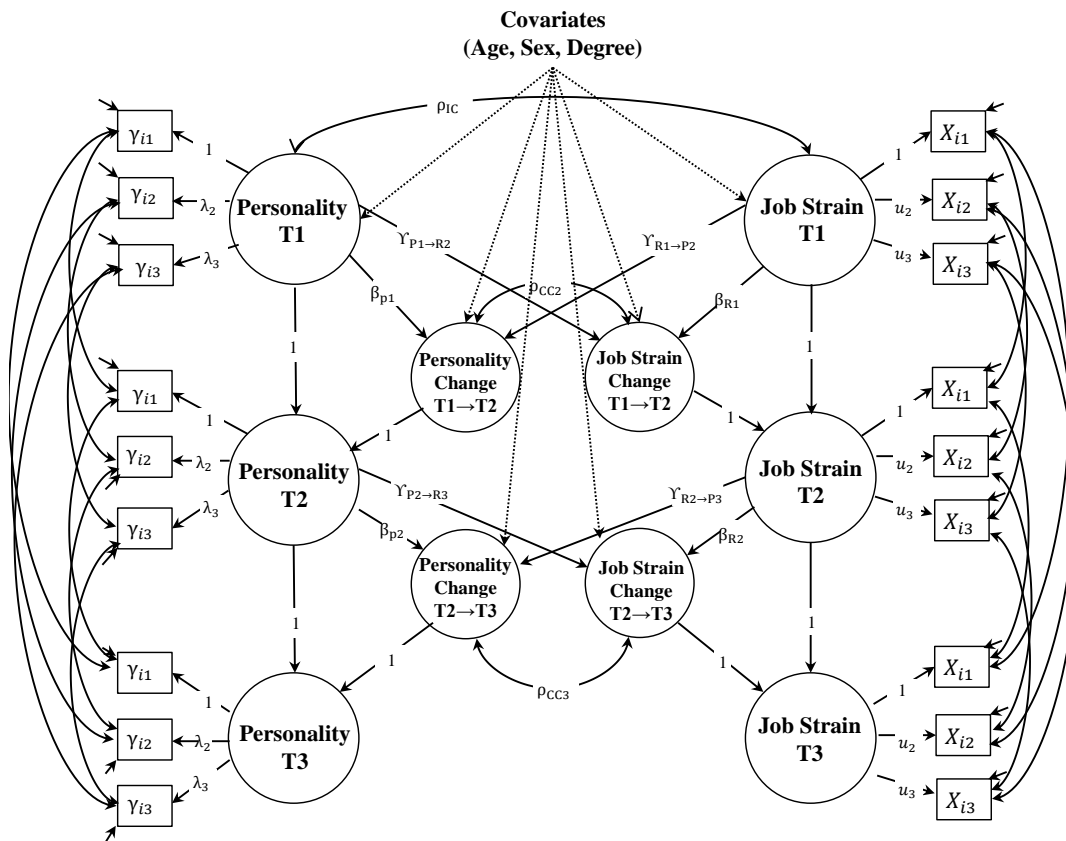 Covariates
(Age, Sex, Degree)
ρIC
γi1
1
Personality
T1
Job Strain
T1
1
Xi1
γi2
λ2
u2
Xi2
γi3
λ3
u3
Xi3
ϒP1→R2
ϒR1→P2
βp1
ρCC2
βR1
1
1
Personality
Change
T1→T2
Job Strain
Change
T1→T2
1
1
γi1
1
Personality
T2
Job Strain
T2
1
Xi1
γi2
λ2
u2
Xi2
γi3
λ3
u3
Xi3
ϒP2→R3
ϒR2→P3
βp2
βR2
Personality
Change
T2→T3
Job Strain
Change
T2→T3
1
1
1
1
ρCC3
γi1
1
Personality
T3
Job Strain
T3
1
Xi1
γi2
λ2
u2
Xi2
γi3
λ3
u3
Xi3